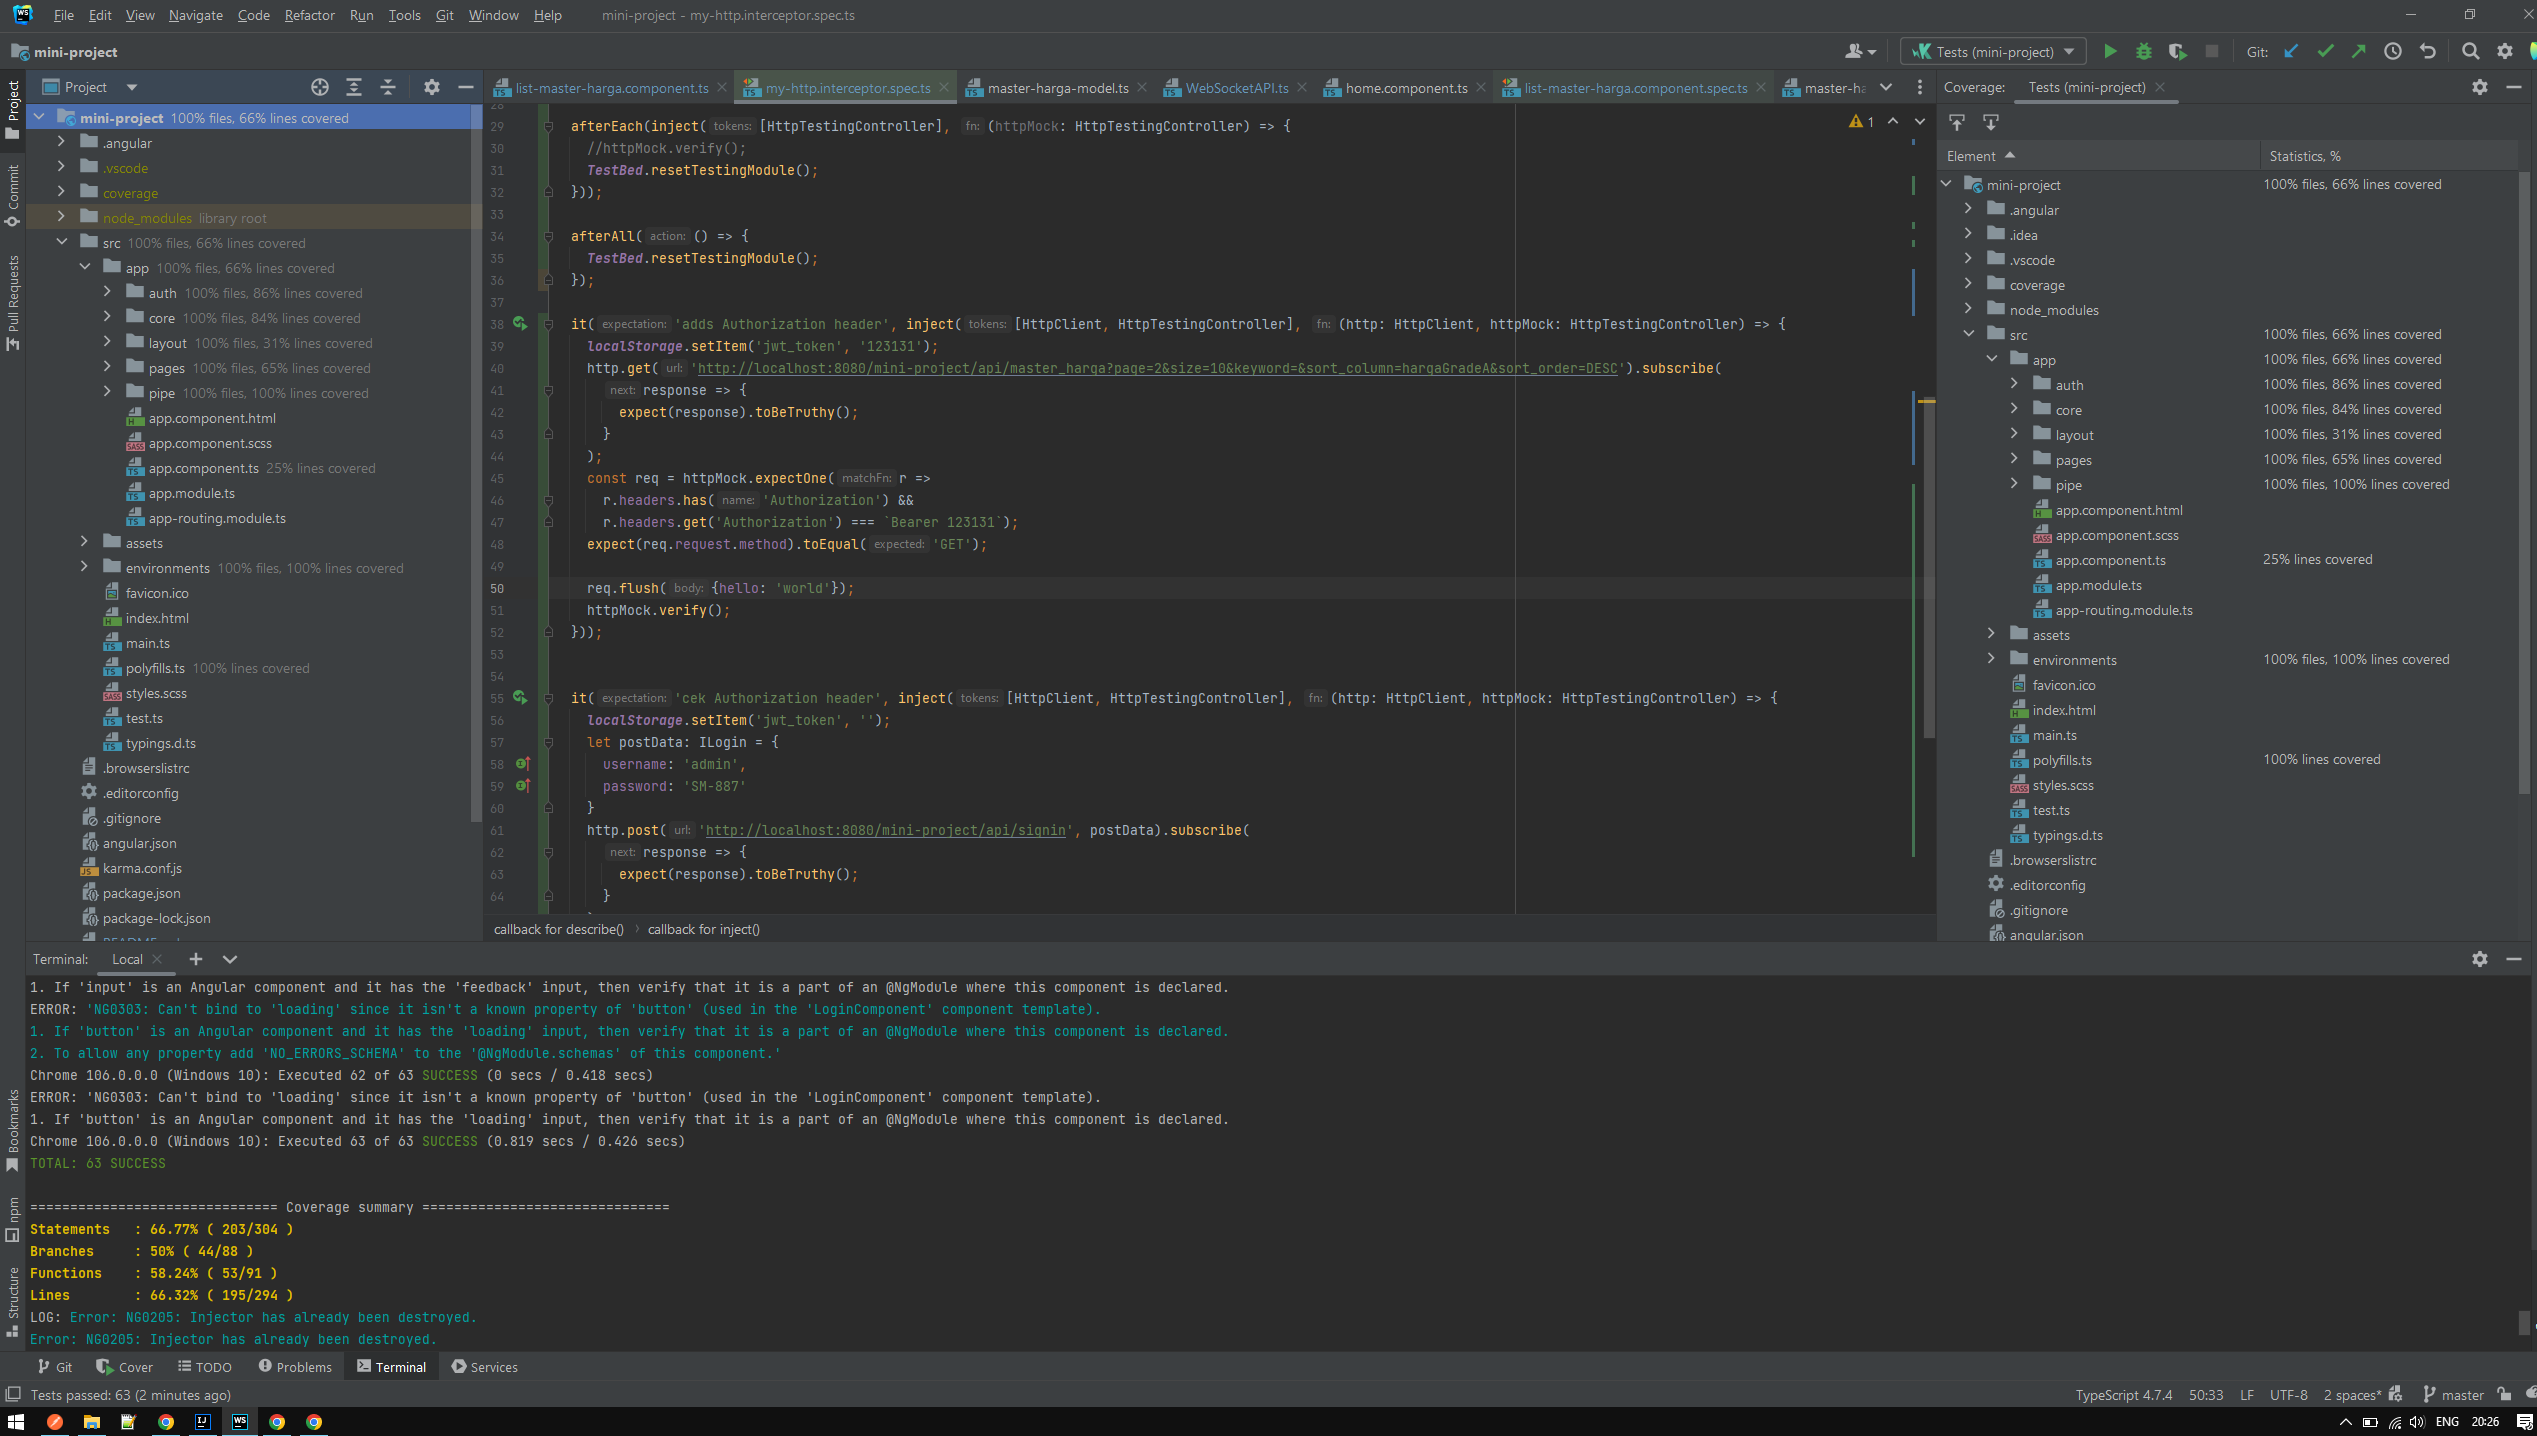 File Edit View Navigate Code Refactor Run Tools Git Window Help mini-project - my-http.interceptor.spec.ts
mini-project
Tests (mini-project)
Git:
Project
list-master-harga.component.ts
my-http.interceptor.spec.ts
master-harga-model.ts
WebSocketAPI.ts
home.component.ts
list-master-harga.component.spec.ts
master-ha
Coverage: Tests (mini-project)
Project
Commit
Pull Requests
Bookmarks
npm
Structure
mini-project 100% files, 66% lines covered
.angular
.vscode
coverage
node_modules library root
src 100% files, 66% lines covered
app 100% files, 66% lines covered
auth 100% files, 86% lines covered
core 100% files, 84% lines covered
layout 100% files, 31% lines covered
pages 100% files, 65% lines covered
pipe 100% files, 100% lines covered
app.component.html
app.component.scss
app.component.ts 25% lines covered
app.module.ts
app-routing.module.ts
assets
environments 100% files, 100% lines covered
favicon.ico
index.html
main.ts
polyfills.ts 100% lines covered
styles.scss
test.ts
typings.d.ts
.browserslistrc
.editorconfig
.gitignore
angular.json
karma.conf.js
package.json
package-lock.json
1
28
29 afterEach(inject( tokens: [HttpTestingController], fn: (httpMock: HttpTestingController) => {
30 //httpMock.verify();
31 TestBed.resetTestingModule();
32 }));
33
34 afterAll( action: () => {
35 TestBed.resetTestingModule();
36 });
37
38 it( expectation: 'adds Authorization header', inject( tokens: [HttpClient, HttpTestingController], fn: (http: HttpClient, httpMock: HttpTestingController) => {
39 localStorage.setItem('jwt_token', '123131');
40 http.get( url: 'http://localhost:8080/mini-project/api/master_harga?page=2&size=10&keyword=&sort_column=hargaGradeA&sort_order=DESC').subscribe(
41 next: response => {
42 expect(response).toBeTruthy();
43 }
44 );
45 const req = httpMock.expectOne( matchFn: r =>
46 r.headers.has( name: 'Authorization') &&
47 r.headers.get('Authorization') === `Bearer 123131`);
48 expect(req.request.method).toEqual( expected: 'GET');
49
50 req.flush( body: {hello: 'world'});
51 httpMock.verify();
52 }));
53
54
55 it( expectation: 'cek Authorization header', inject( tokens: [HttpClient, HttpTestingController], fn: (http: HttpClient, httpMock: HttpTestingController) => {
56 localStorage.setItem('jwt_token', '');
57 let postData: ILogin = {
58 username: 'admin',
59 password: 'SM-887'
60 }
61 http.post( url: 'http://localhost:8080/mini-project/api/signin', postData).subscribe(
62 next: response => {
63 expect(response).toBeTruthy();
64 }
callback for describe() › callback for inject()
Element Statistics, %
mini-project 100% files, 66% lines covered
.angular
.idea
.vscode
coverage
node_modules
src 100% files, 66% lines covered
app 100% files, 66% lines covered
auth 100% files, 86% lines covered
core 100% files, 84% lines covered
layout 100% files, 31% lines covered
pages 100% files, 65% lines covered
pipe 100% files, 100% lines covered
app.component.html
app.component.scss
app.component.ts 25% lines covered
app.module.ts
app-routing.module.ts
assets
environments 100% files, 100% lines covered
favicon.ico
index.html
main.ts
polyfills.ts 100% lines covered
styles.scss
test.ts
typings.d.ts
.browserslistrc
.editorconfig
.gitignore
angular.json
Terminal: Local
1. If 'input' is an Angular component and it has the 'feedback' input, then verify that it is a part of an @NgModule where this component is declared.
ERROR: 'NG0303: Can't bind to 'loading' since it isn't a known property of 'button' (used in the 'LoginComponent' component template).
1. If 'button' is an Angular component and it has the 'loading' input, then verify that it is a part of an @NgModule where this component is declared.
2. To allow any property add 'NO_ERRORS_SCHEMA' to the '@NgModule.schemas' of this component.'
Chrome 106.0.0.0 (Windows 10): Executed 62 of 63 SUCCESS (0 secs / 0.418 secs)
ERROR: 'NG0303: Can't bind to 'loading' since it isn't a known property of 'button' (used in the 'LoginComponent' component template).
1. If 'button' is an Angular component and it has the 'loading' input, then verify that it is a part of an @NgModule where this component is declared.
Chrome 106.0.0.0 (Windows 10): Executed 63 of 63 SUCCESS (0.819 secs / 0.426 secs)
TOTAL: 63 SUCCESS
=============================== Coverage summary ===============================
Statements : 66.77% ( 203/304 )
Branches : 50% ( 44/88 )
Functions : 58.24% ( 53/91 )
Lines : 66.32% ( 195/294 )
LOG: Error: NG0205: Injector has already been destroyed.
Error: NG0205: Injector has already been destroyed.
Git Cover TODO Problems Terminal Services
Tests passed: 63 (2 minutes ago)
TypeScript 4.7.4 50:33 LF UTF-8 2 spaces* master
ENG 20:26